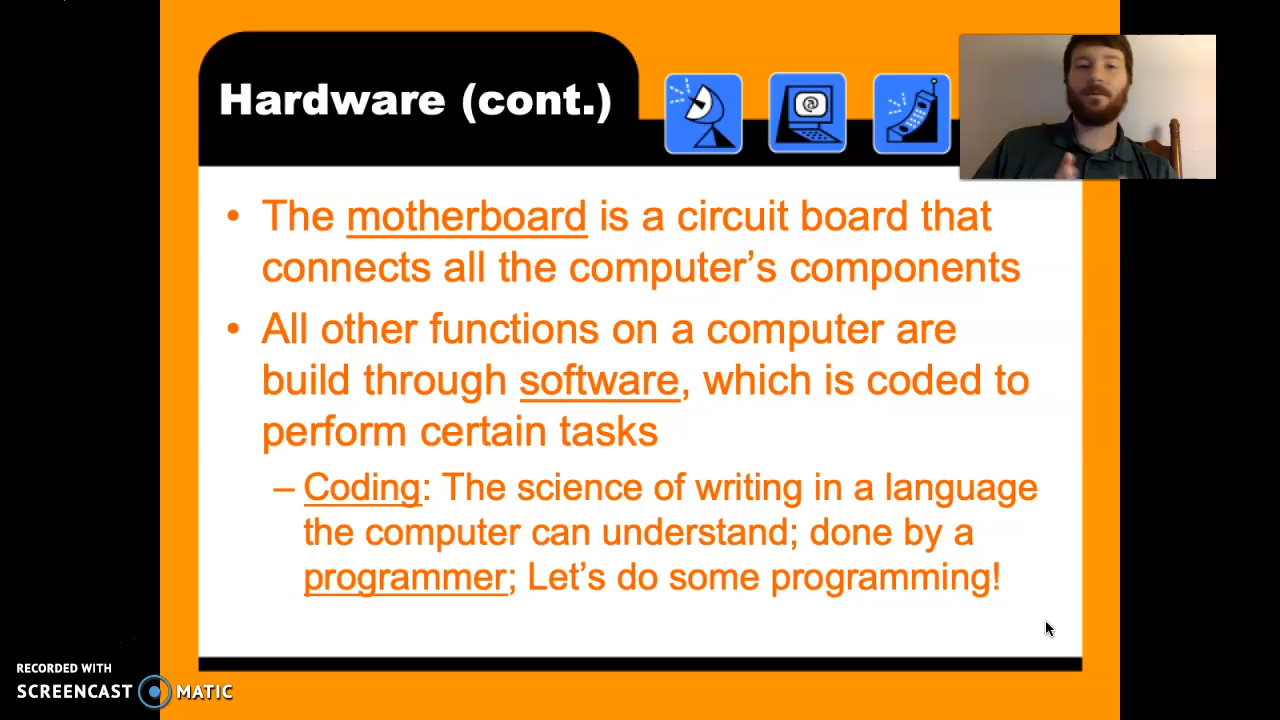 Hardware (cont.)
• The motherboard is a circuit board that
connects all the computer’s components
• All other functions on a computer are
build through software, which is coded to
perform certain tasks
– Coding: The science of writing in a language
the computer can understand; done by a
programmer; Let’s do some programming!
RECORDED WITH
SCREENCAST MATIC